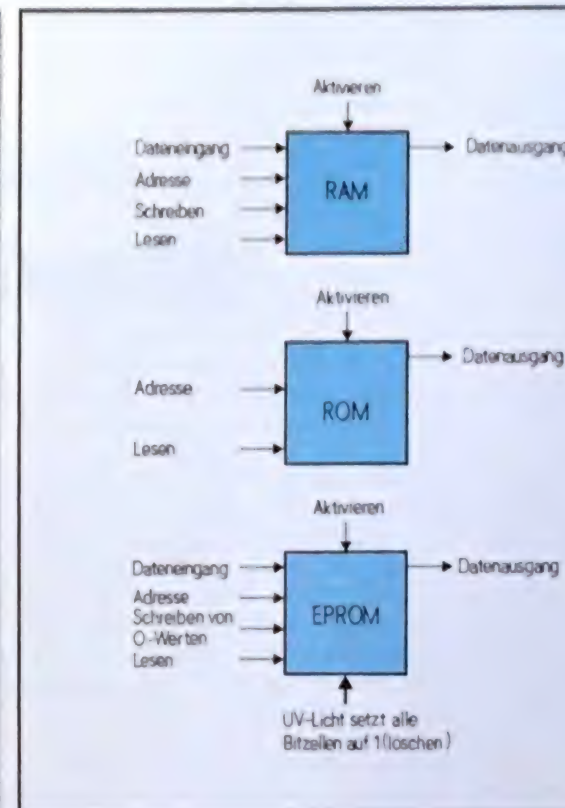 Aktivieren
Dateneingang
Adresse
Schreiben
Lesen
RAM
Datenausgang
Aktivieren
Adresse
Lesen
ROM
Datenausgang
Aktivieren
Dateneingang
Adresse
Schreiben von
0-Werten
Lesen
EPROM
Datenausgang
UV-Licht setzt alle
Bitzellen auf 1(löschen)